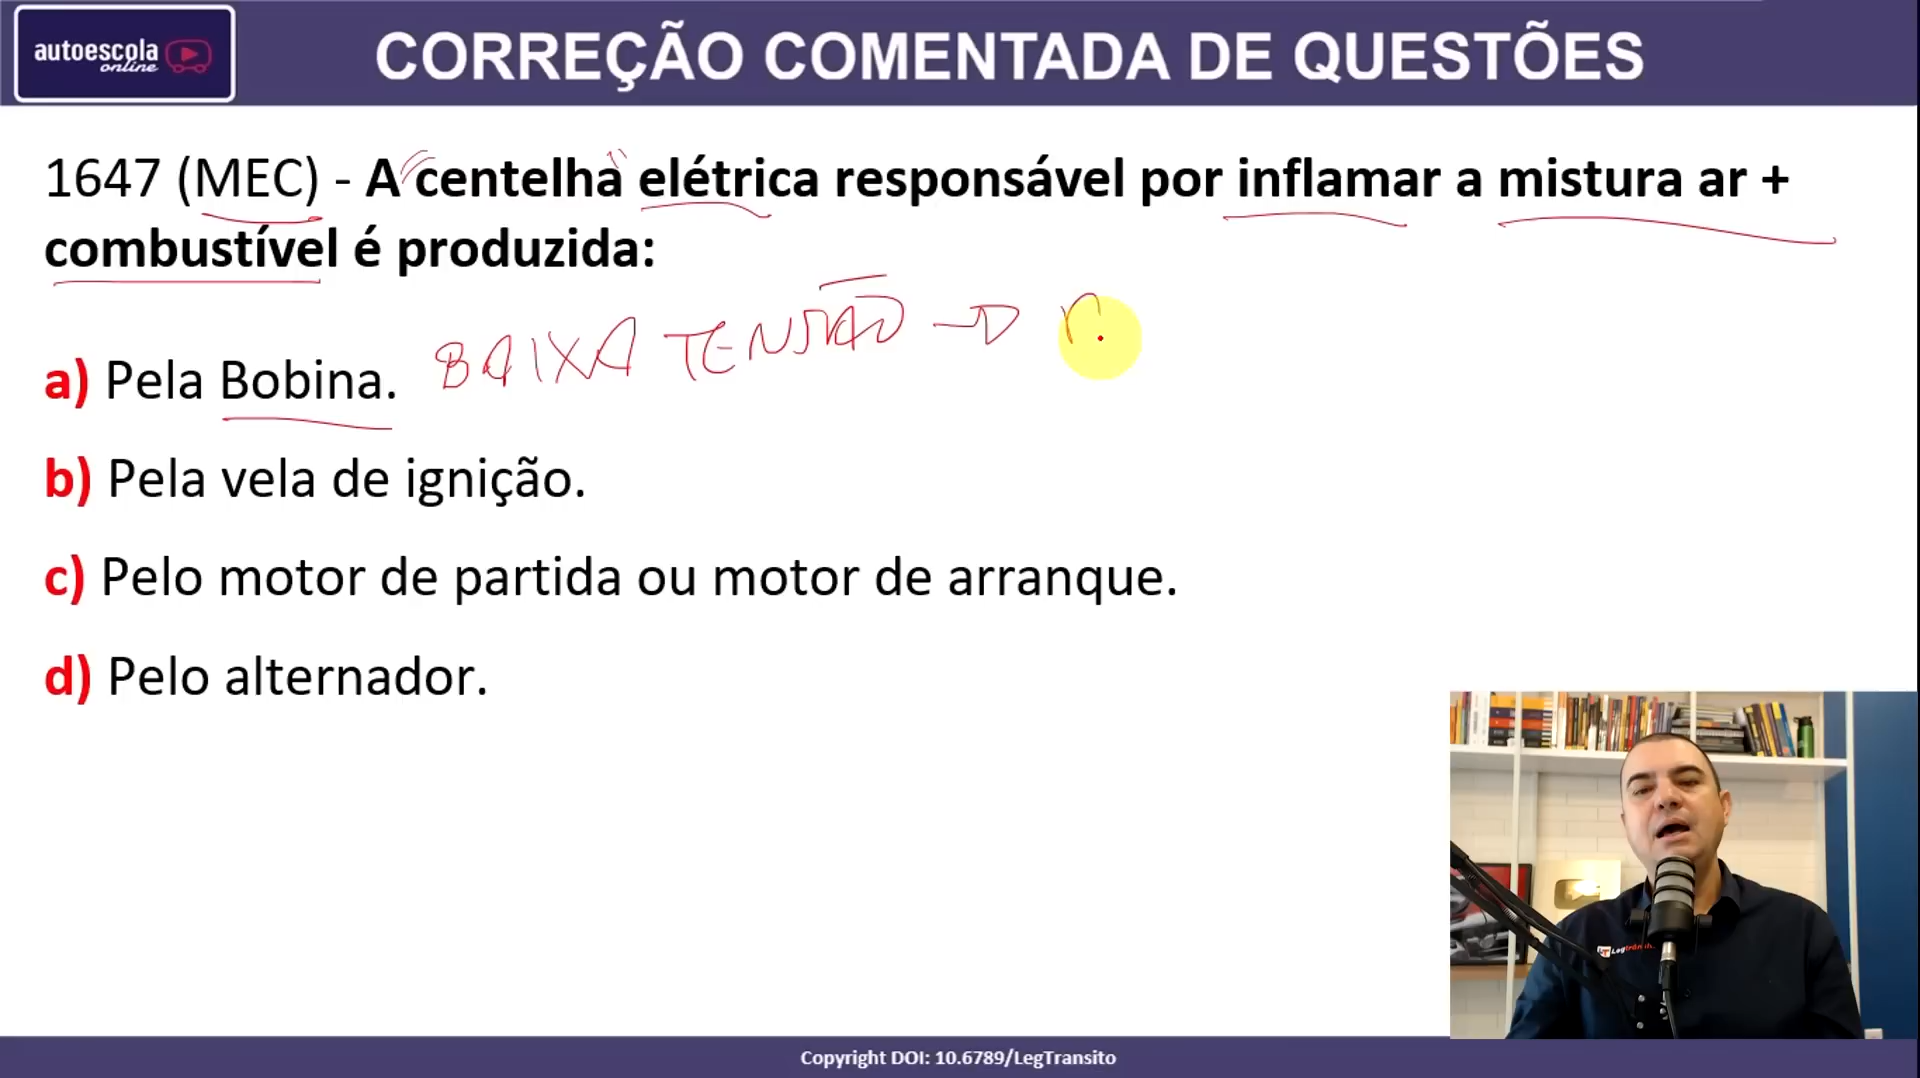 autoescola
online
CORREÇÃO COMENTADA DE QUESTÕES
1647 (MEC) - A centelha elétrica responsável por inflamar a mistura ar +
combustível é produzida:
BAIXA TENSÃO
a) Pela Bobina.
b) Pela vela de ignição.
c) Pelo motor de partida ou motor de arranque.
d) Pelo alternador.
Copyright DOI: 10.6789/LegTransito